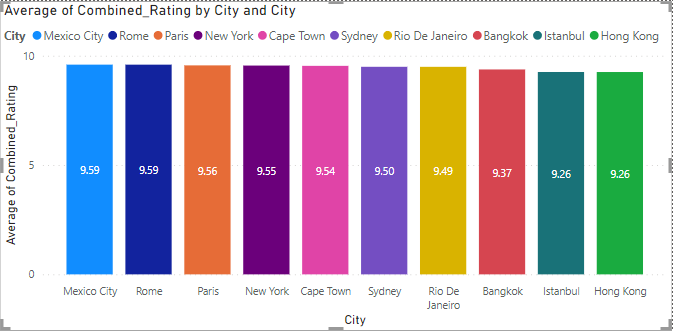 Average of Combined_Rating by City and City
City Mexico City Rome Paris New York Cape Town Sydney Rio De Janeiro Bangkok Istanbul Hong Kong
Average of Combined_Rating
10
5
0
9.59 9.59 9.56 9.55 9.54 9.50 9.49 9.37 9.26 9.26
Mexico City Rome Paris New York Cape Town Sydney Rio De Bangkok Istanbul Hong Kong
Janeiro
City